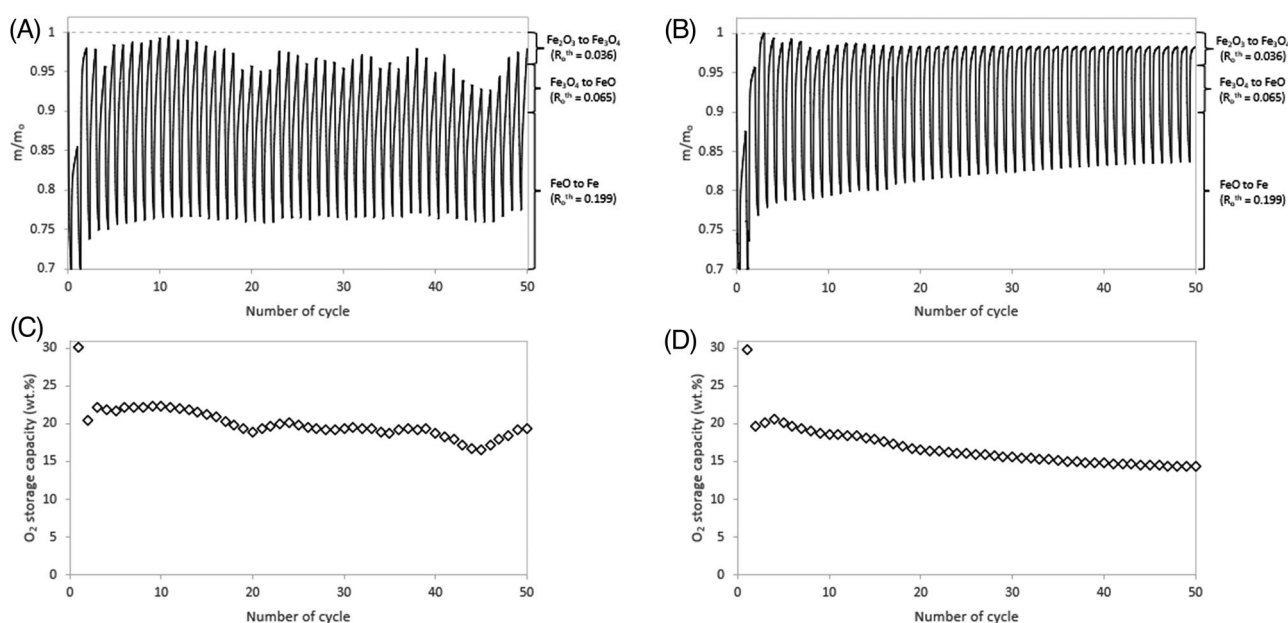 (A)
1
0.95
0.9
0.85
0.8
0.75
0.7
m/mₒ
0
10
20
30
40
50
Number of cycle
Fe₂O₃ to Fe₃O₄
(Rₒᵗʰ = 0.036)
Fe₃O₄ to FeO
(Rₒᵗʰ = 0.065)
FeO to Fe
(Rₒᵗʰ = 0.199)
(B)
1
0.95
0.9
0.85
0.8
0.75
0.7
m/mₒ
0
10
20
30
40
50
Number of cycle
Fe₂O₃ to Fe₃O₄
(Rₒᵗʰ = 0.036)
Fe₃O₄ to FeO
(Rₒᵗʰ = 0.065)
FeO to Fe
(Rₒᵗʰ = 0.199)
(C)
30
25
20
15
10
5
0
O₂ storage capacity (wt.%)
0
10
20
30
40
50
Number of cycle
(D)
30
25
20
15
10
5
0
O₂ storage capacity (wt.%)
0
10
20
30
40
50
Number of cycle